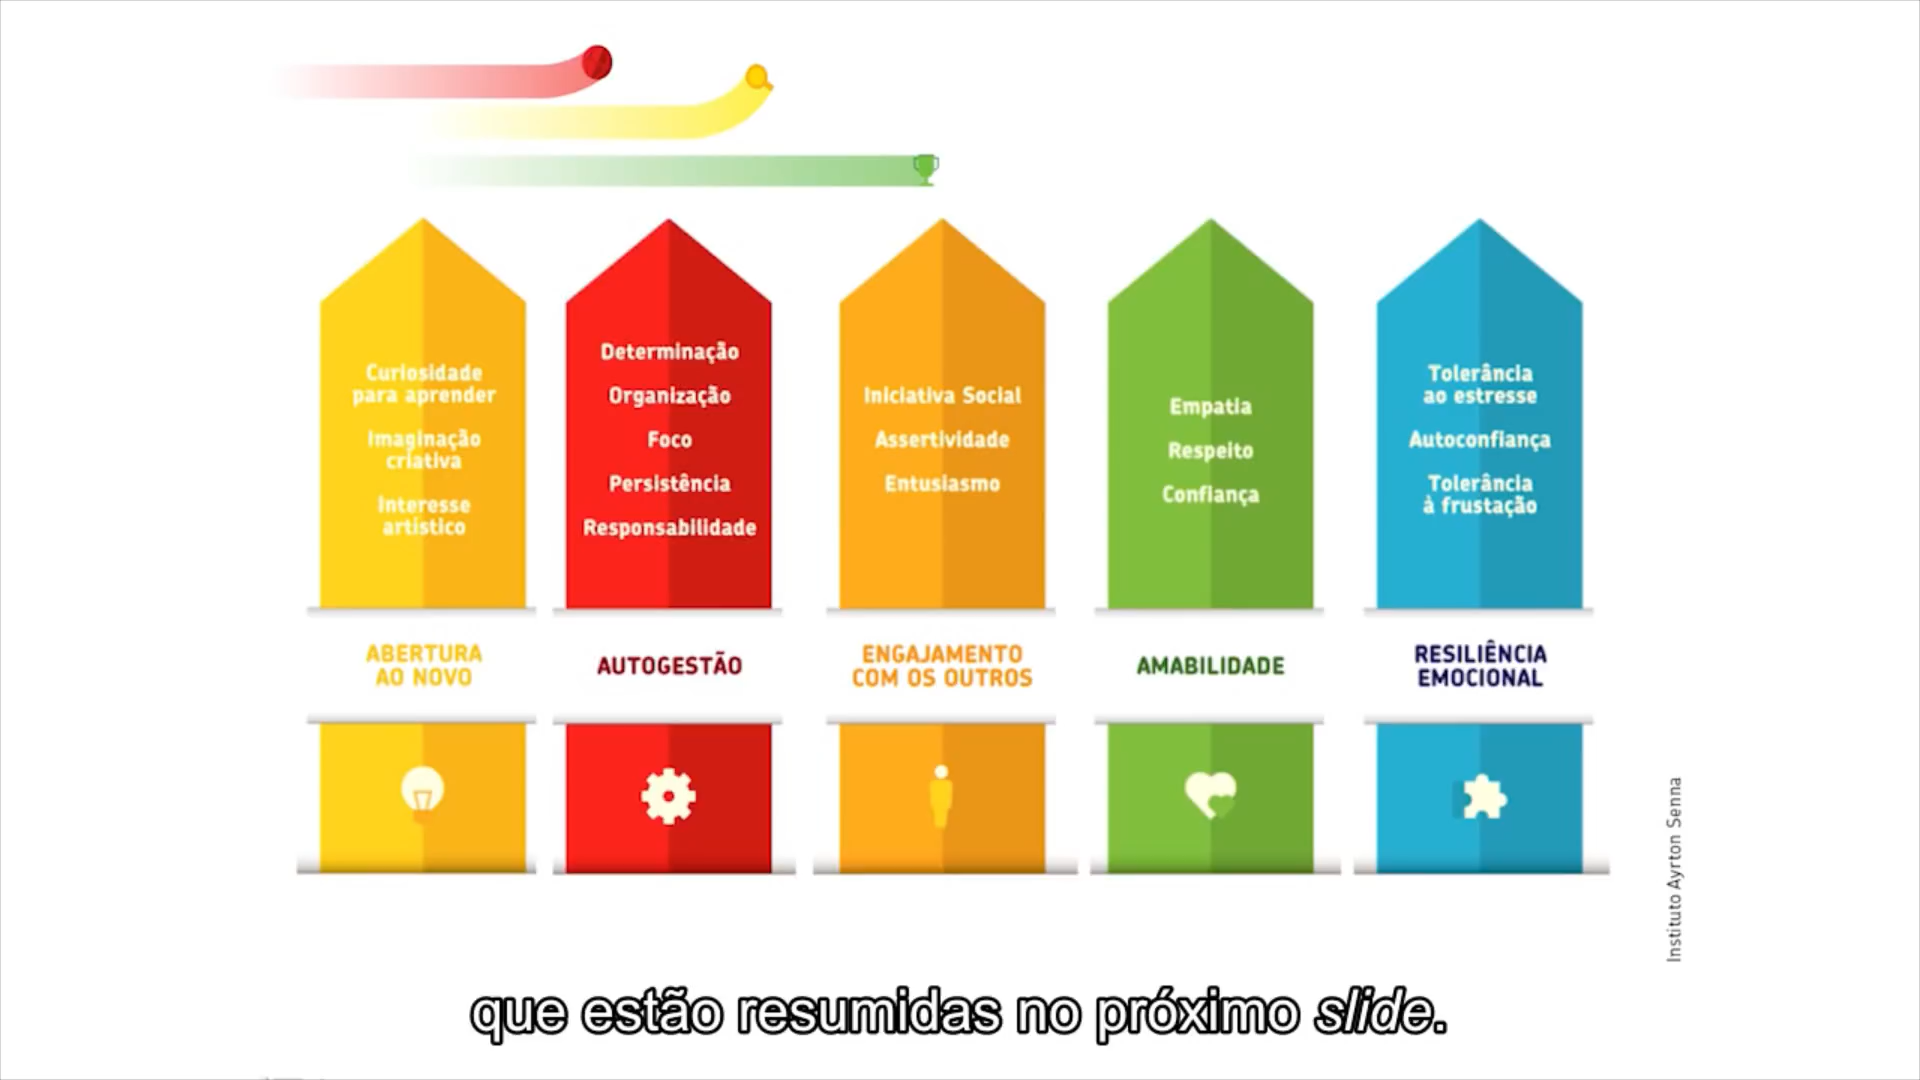 Curiosidade
para aprender
Imaginação
criativa
Interesse
artístico
Determinação
Organização
Foco
Persistência
Responsabilidade
Iniciativa Social
Assertividade
Entusiasmo
Empatia
Respeito
Confiança
Tolerância
ao estresse
Autoconfiança
Tolerância
à frustação
ABERTURA
AO NOVO
AUTOGESTÃO
ENGAJAMENTO
COM OS OUTROS
AMABILIDADE
RESILIÊNCIA
EMOCIONAL
Instituto Ayrton Senna
que estão resumidas no próximo slide.